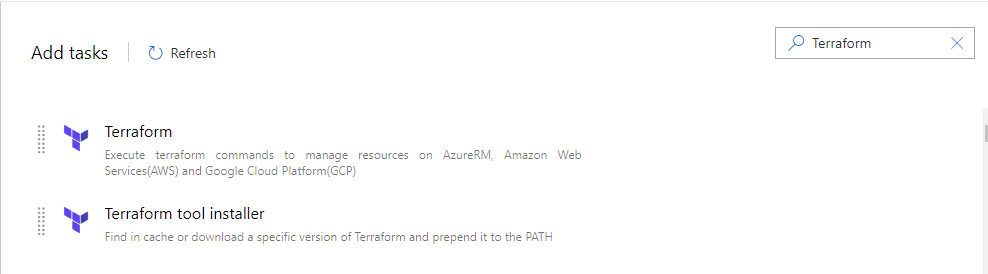 Add tasks
Refresh
Terraform
Terraform
Execute terraform commands to manage resources on AzureRM, Amazon Web
Services(AWS) and Google Cloud Platform(GCP)
Terraform tool installer
Find in cache or download a specific version of Terraform and prepend it to the PATH